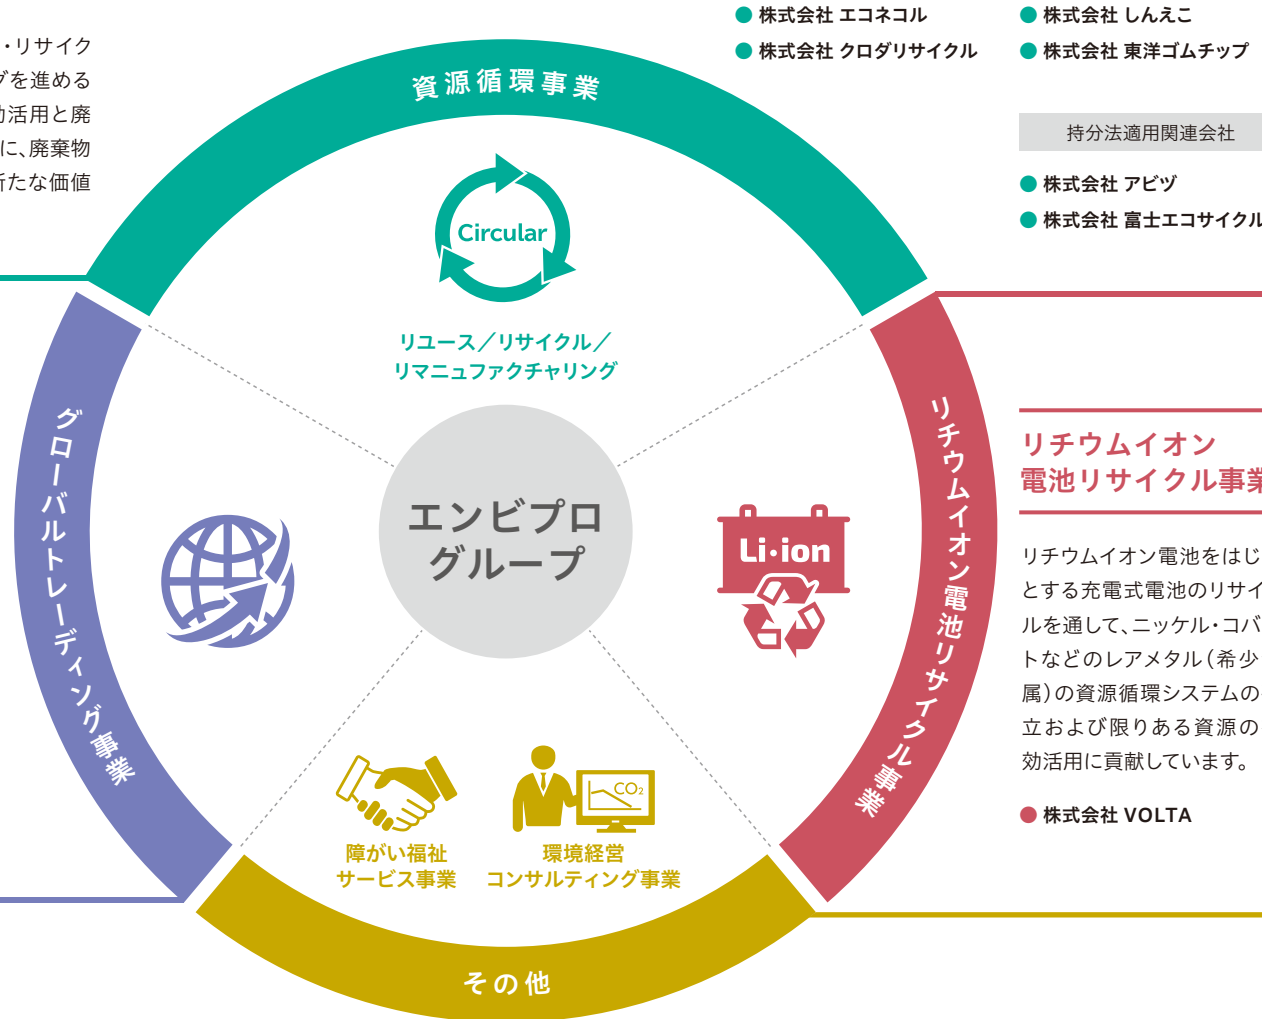 ・リサイク
グを進める
効活用と廃
に、廃棄物
新たな価値
● 株式会社 エコネコル
● 株式会社 クロダリサイクル
● 株式会社 しんえこ
● 株式会社 東洋ゴムチップ
持分法適用関連会社
● 株式会社 アビヅ
● 株式会社 富士エコサイクル
資源循環事業
Circular
リユース／リサイクル／
リマニュファクチャリング
グローバルトレーディング事業
エンビプロ
グループ
Li・ion
リチウムイオン電池リサイクル事業
リチウムイオン
電池リサイクル事業
リチウムイオン電池をはじ
とする充電式電池のリサイ
ルを通して、ニッケル・コバ
トなどのレアメタル（希少
属）の資源循環システムの
立および限りある資源の
効活用に貢献しています。
● 株式会社 VOLTA
CO₂
障がい福祉
サービス事業
環境経営
コンサルティング事業
その他